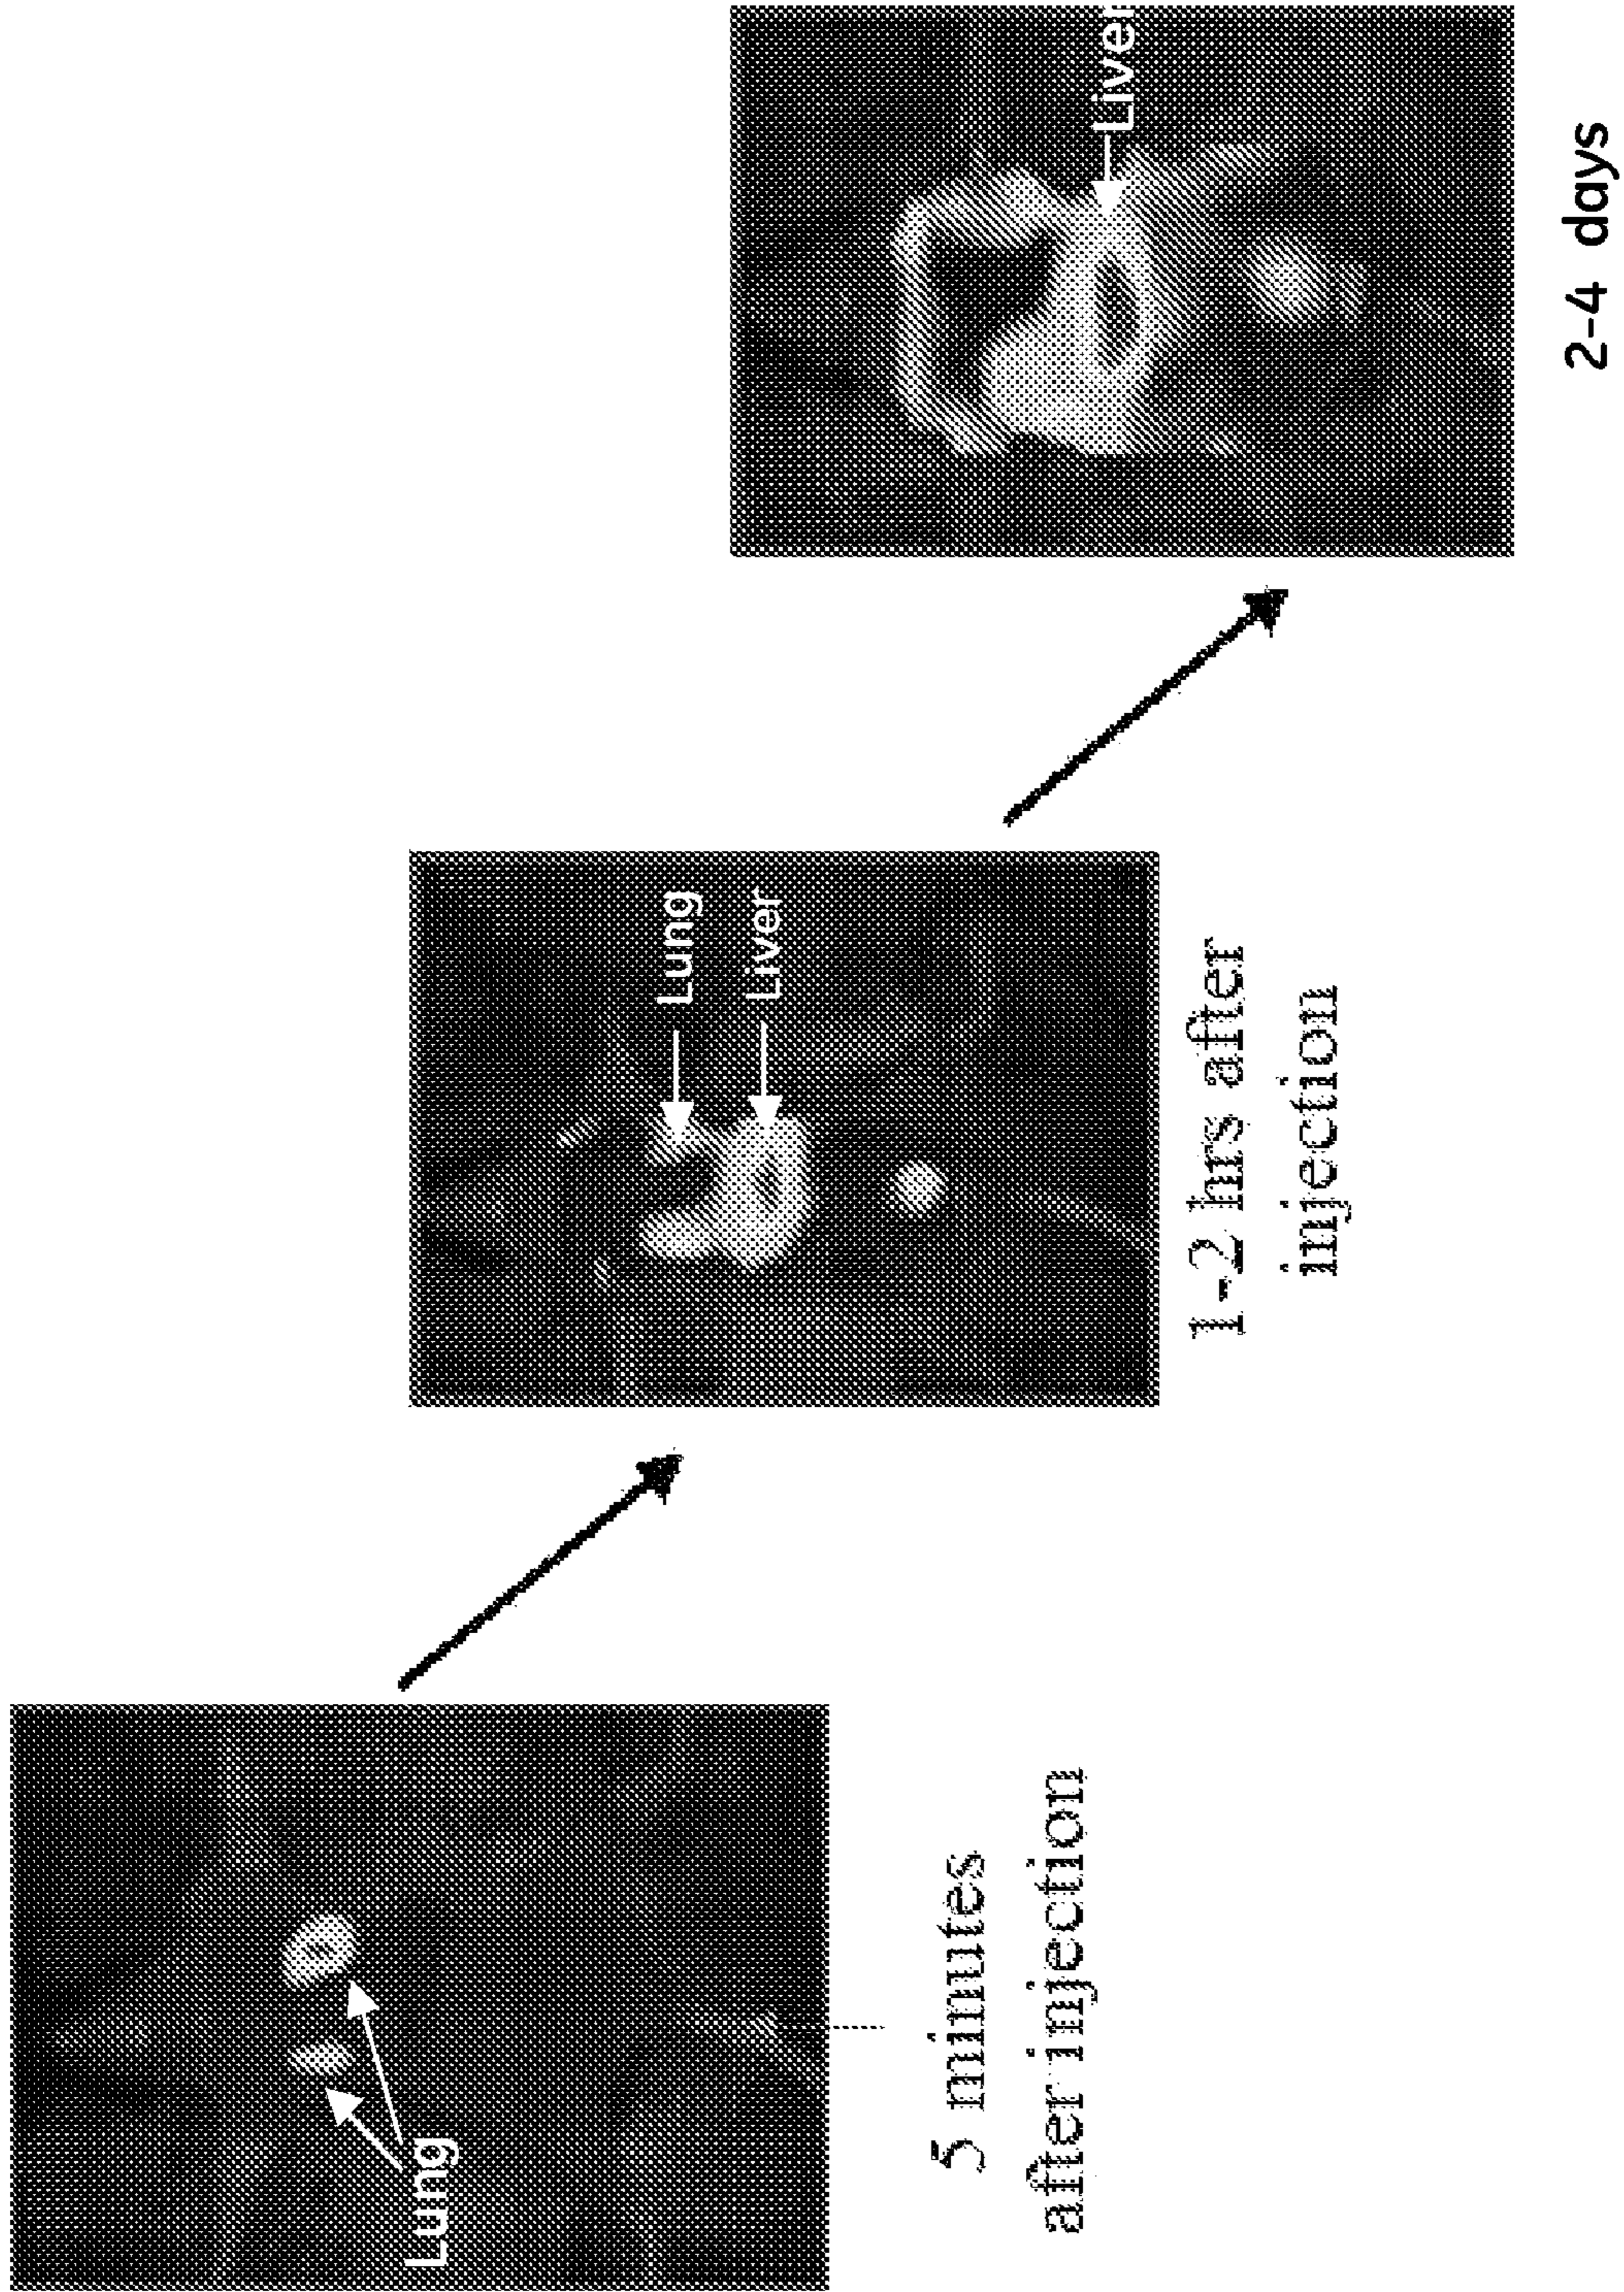 Lung
5 minutes
after injection
Lung
Liver
1-2 hrs after
injection
Liver
2-4 days